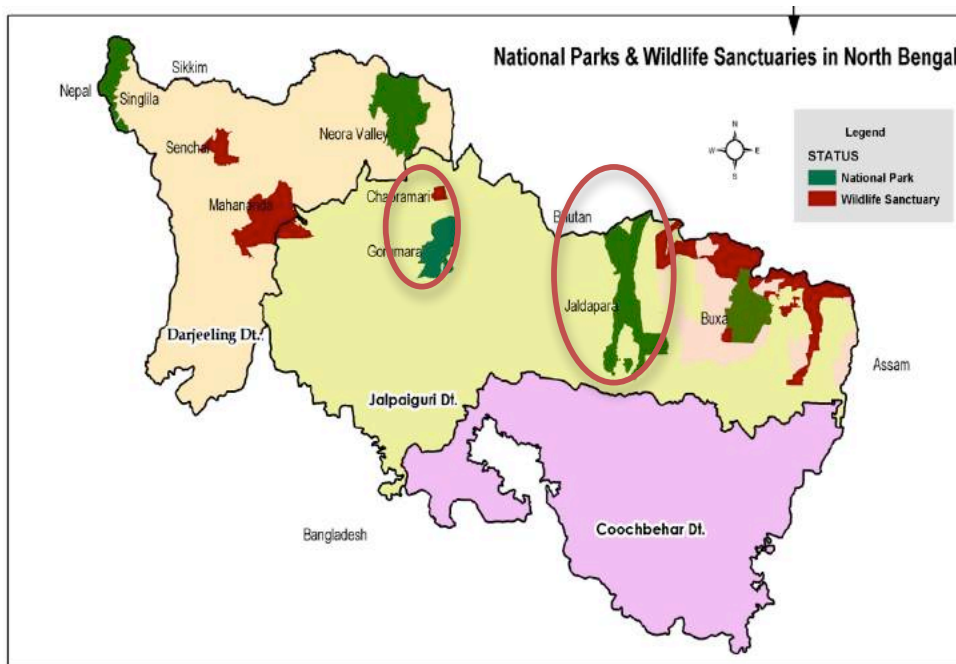 National Parks & Wildlife Sanctuaries in North Bengal
Sikkim
Nepal
Singlila
Neora Valley
Senchal
Mahananda
Chapramari
Gorumara
Bhutan
Jaldapara
Buxa
Assam
Darjeeling Dt.
Jalpaiguri Dt.
Coochbehar Dt.
Bangladesh
N
W E
S
Legend
STATUS
National Park
Wildlife Sanctuary